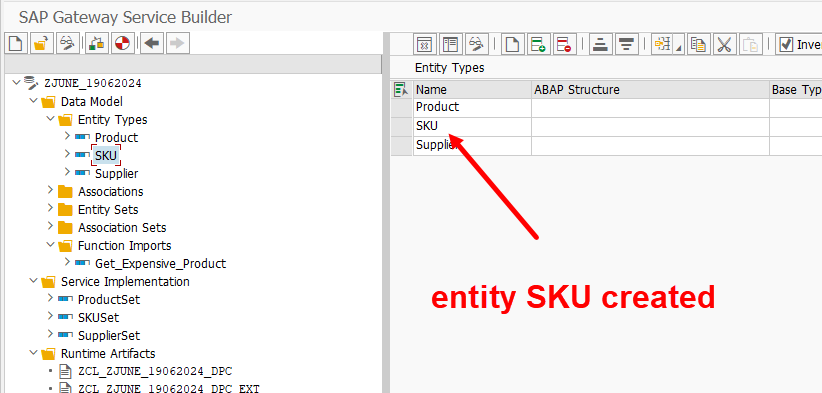 SAP Gateway Service Builder
Inver
ZJUNE_19062024
Data Model
Entity Types
Product
SKU
Supplier
Associations
Entity Sets
Association Sets
Function Imports
Get_Expensive_Product
Service Implementation
ProductSet
SKUSet
SupplierSet
Runtime Artifacts
ZCL_ZJUNE_19062024_DPC
ZCL_ZJUNE_19062024_DPC_EXT
Entity Types
Name ABAP Structure Base Typ
Product
SKU
Supplier
entity SKU created